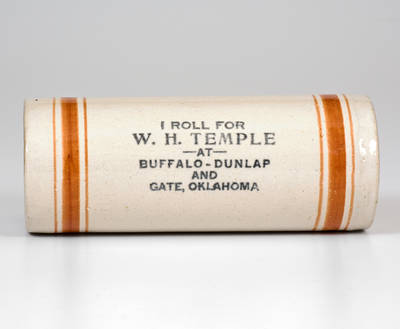 I ROLL FOR
W. H. TEMPLE
—AT—
BUFFALO - DUNLAP
AND
GATE, OKLAHOMA